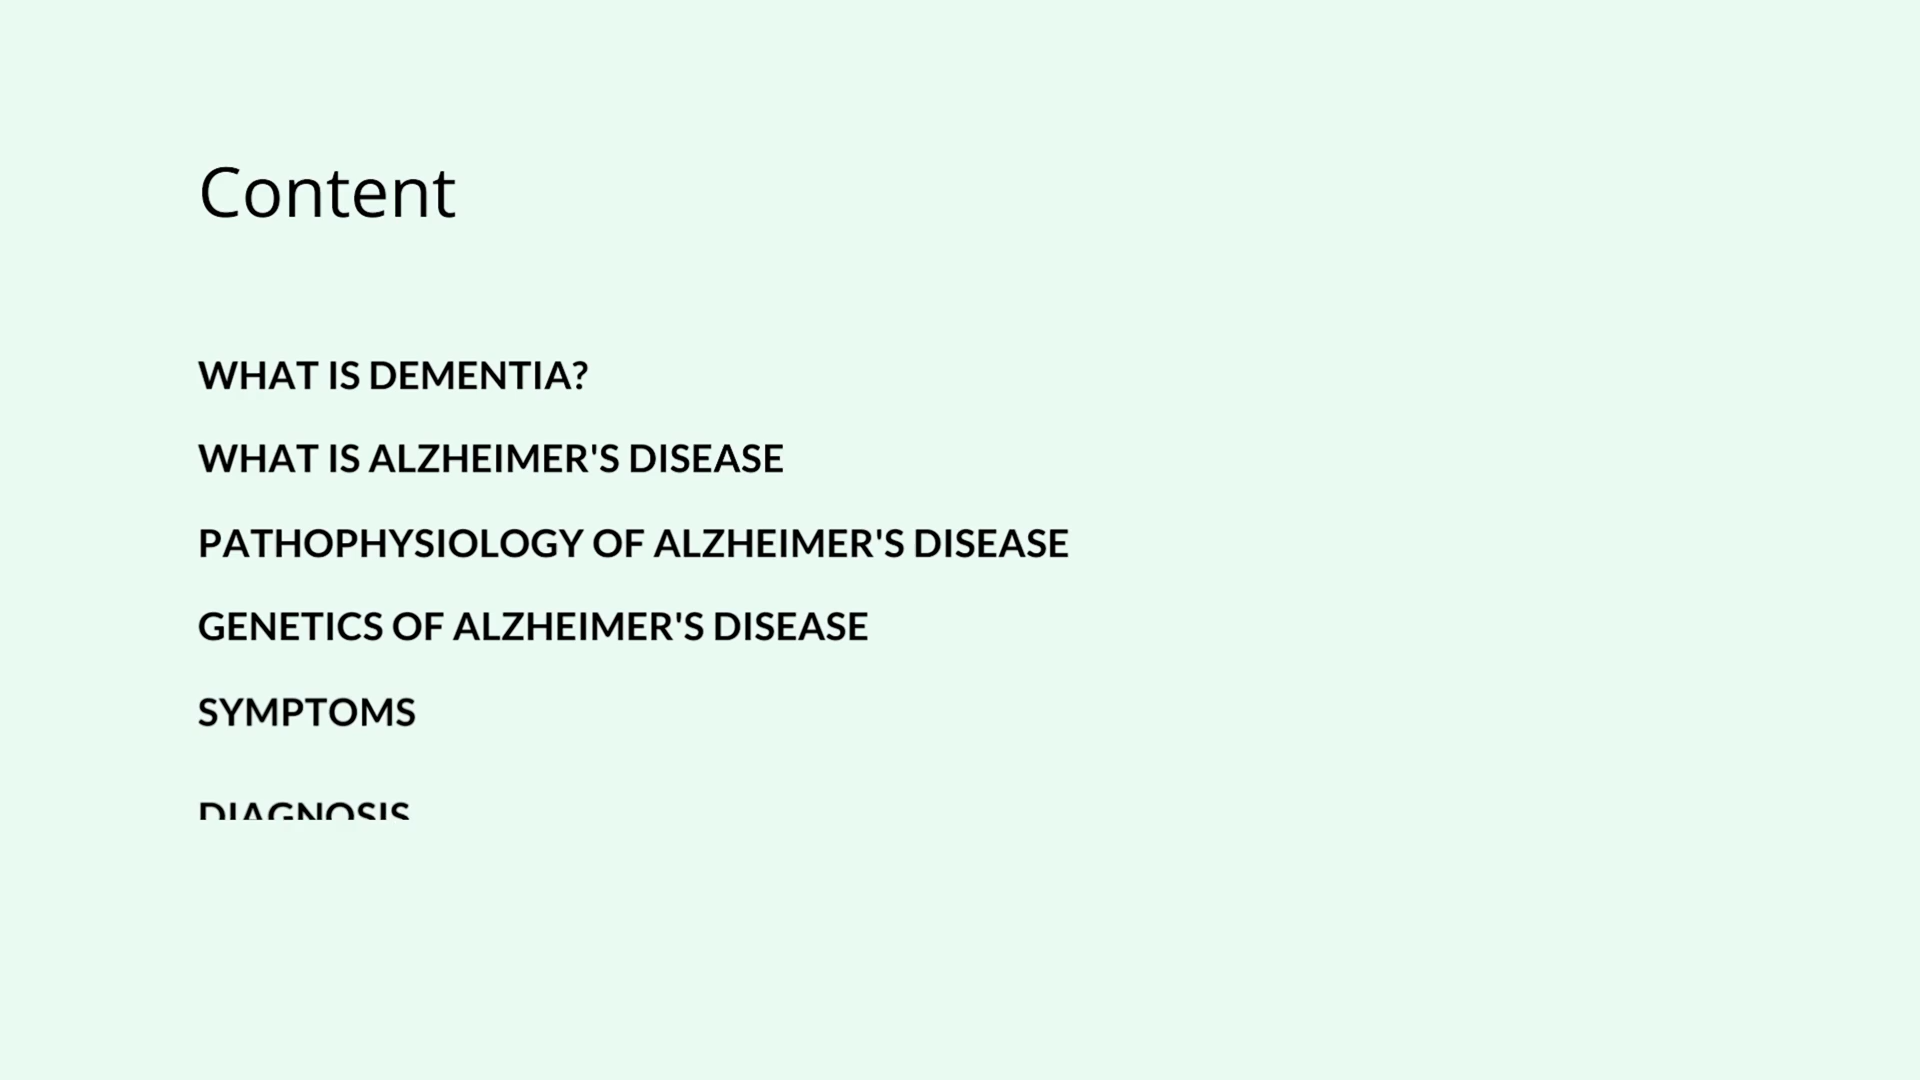 Content
WHAT IS DEMENTIA?
WHAT IS ALZHEIMER'S DISEASE
PATHOPHYSIOLOGY OF ALZHEIMER'S DISEASE
GENETICS OF ALZHEIMER'S DISEASE
SYMPTOMS
DIAGNOSIS